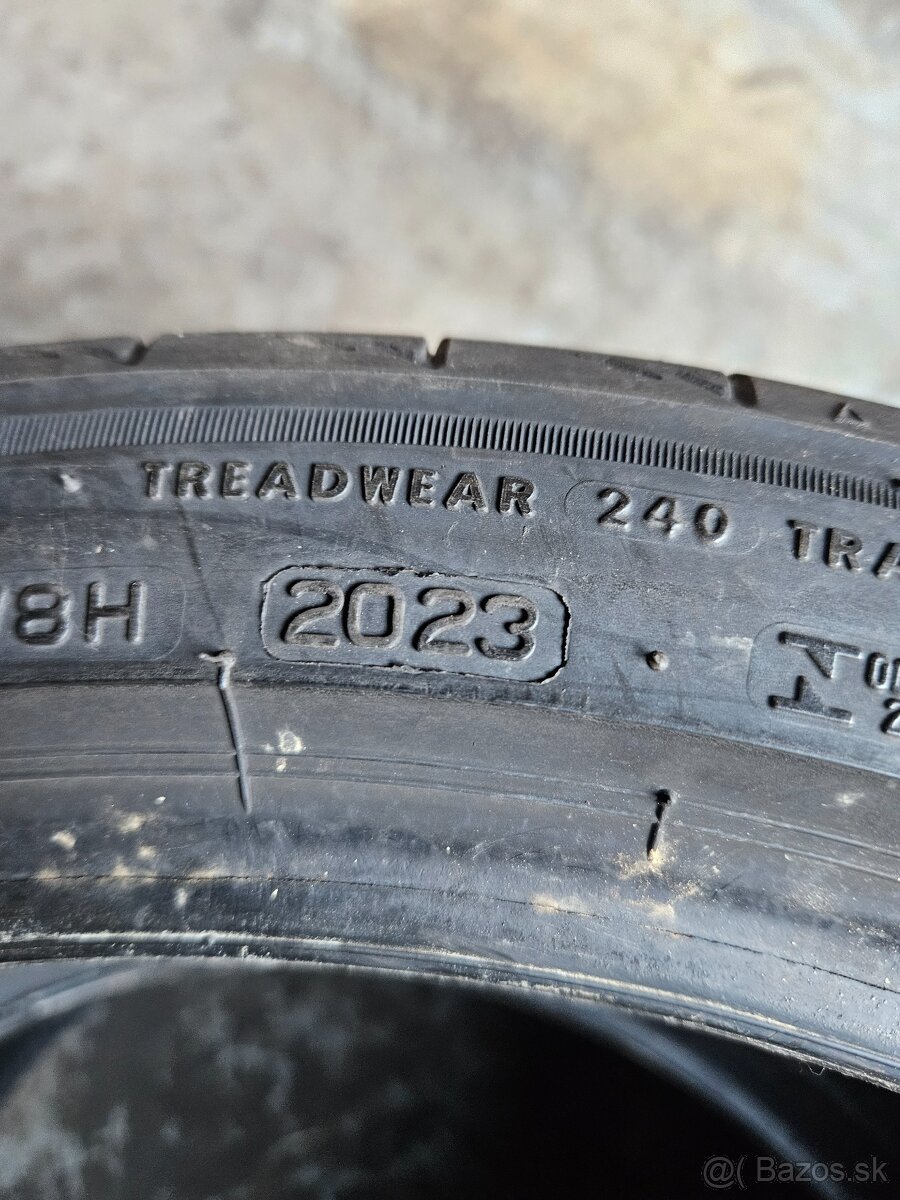 TREADWEAR 240 TRA
8H 2023
@( Bazos.sk